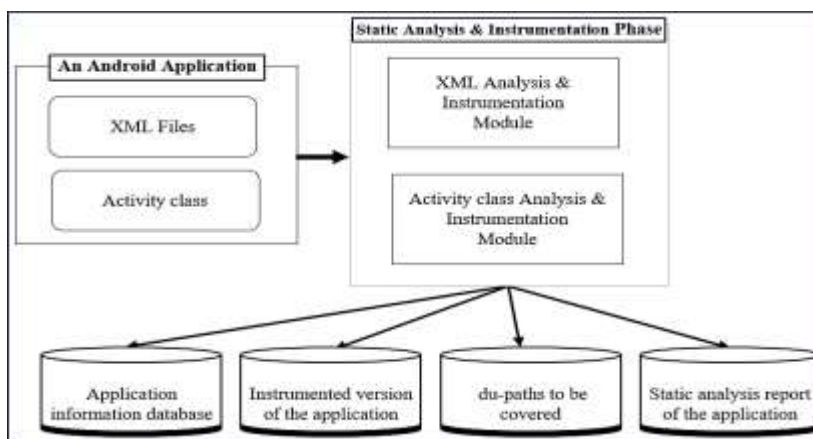 Static Analysis & Instrumentation Phase
An Android Application
XML Files
Activity class
XML Analysis &
Instrumentation
Module
Activity class Analysis &
Instrumentation
Module
Application
information database
Instrumented version
of the application
du-paths to be
covered
Static analysis report
of the application